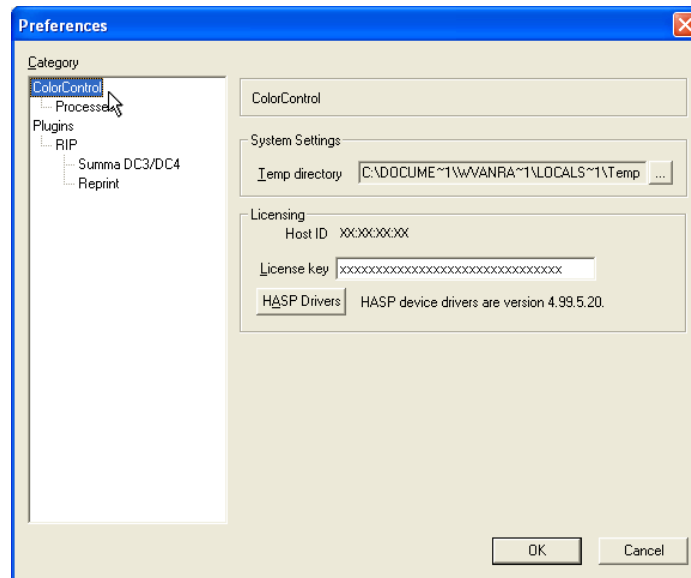 Preferences
Category
ColorControl
Processes
Plugins
RIP
Summa DC3/DC4
Reprint
ColorControl
System Settings
Temp directory C:\DOCUME~1\WVANRA~1\LOCALS~1\Temp ...
Licensing
Host ID XX:XX:XX:XX
License key xxxxxxxxxxxxxxxxxxxxxxxxxxxxxxxx
HASP Drivers HASP device drivers are version 4.99.5.20.
OK Cancel